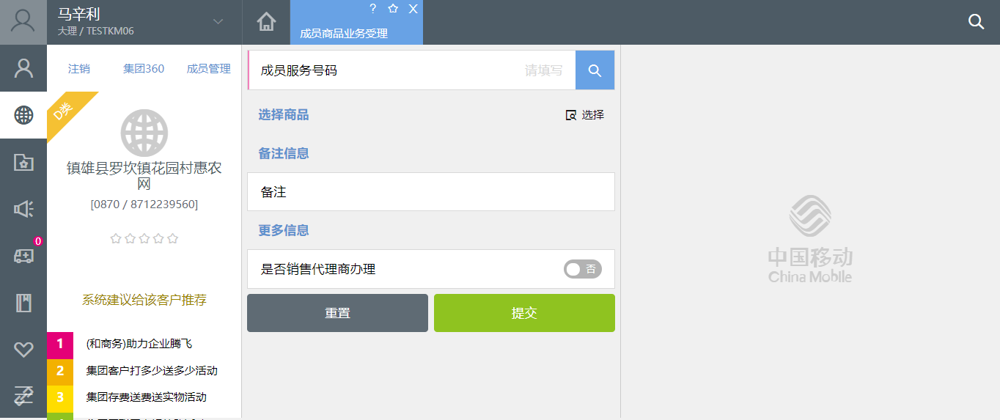 马辛利
大理 / TESTKM06
? X
成员商品业务受理
注销 集团360 成员管理
D类
镇雄县罗坎镇花园村惠农
网
[0870 / 8712239560]
0
系统建议给该客户推荐
1 (和商务)助力企业腾飞
2 集团客户打多少送多少活动
3 集团存费送费送实物活动
成员服务号码 请填写
选择商品 选择
备注信息
备注
更多信息
是否销售代理商办理 否
重置 提交
中国移动
China Mobile